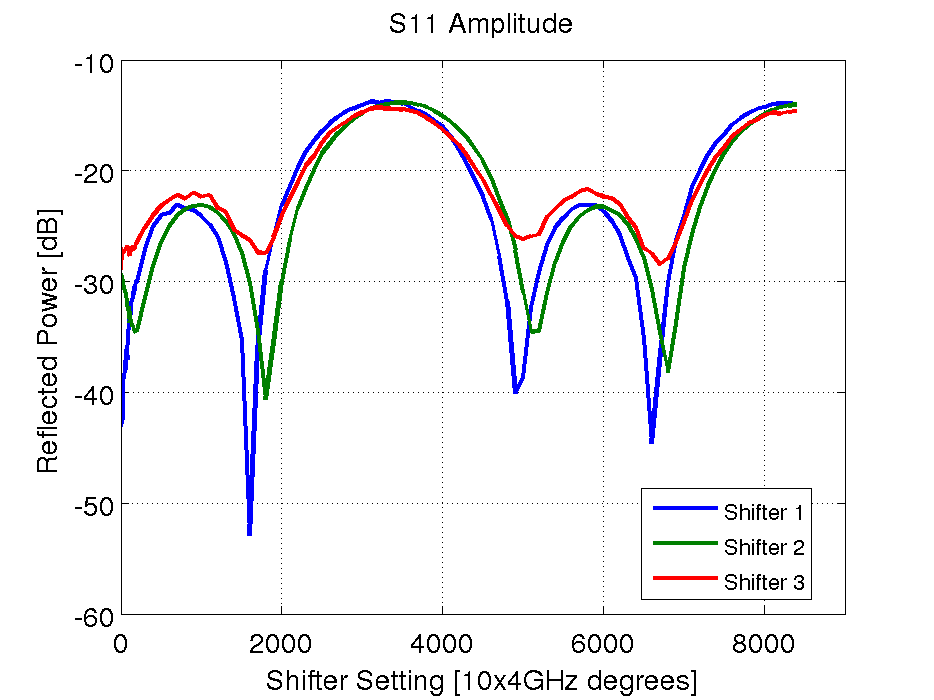 S11 Amplitude
Reflected Power [dB]
-10
-20
-30
-40
-50
-60
0 2000 4000 6000 8000
Shifter Setting [10x4GHz degrees]
Shifter 1
Shifter 2
Shifter 3